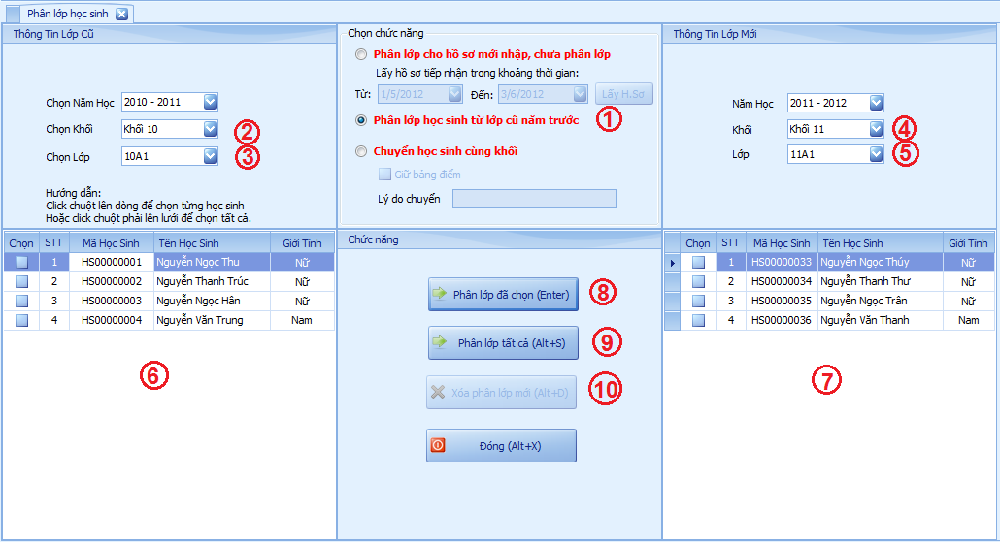 Phân lớp học sinh
Thông Tin Lớp Cũ
Chọn Năm Học 2010 - 2011
Chọn Khối Khối 10 2
Chọn Lớp 10A1 3
Hướng dẫn:
Click chuột lên dòng để chọn từng học sinh
Hoặc click chuột phải lên lưới để chọn tất cả.
Chọn chức năng
Phân lớp cho hồ sơ mới nhập, chưa phân lớp
Lấy hồ sơ tiếp nhận trong khoảng thời gian:
Từ: 1/5/2012 Đến: 3/6/2012 Lấy H.Sơ
Phân lớp học sinh từ lớp cũ năm trước 1
Chuyển học sinh cùng khối
Giữ bảng điểm
Lý do chuyển
Thông Tin Lớp Mới
Năm Học 2011 - 2012
Khối Khối 11 4
Lớp 11A1 5
Chọn STT Mã Học Sinh Tên Học Sinh Giới Tính
1 HS00000001 Nguyễn Ngọc Thu Nữ
2 HS00000002 Nguyễn Thanh Trúc Nữ
3 HS00000003 Nguyễn Ngọc Hân Nữ
4 HS00000004 Nguyễn Văn Trung Nam
6
Chức năng
Phân lớp đã chọn (Enter) 8
Phân lớp tất cả (Alt+S) 9
Xóa phân lớp mới (Alt+D) 10
Đóng (Alt+X)
Chọn STT Mã Học Sinh Tên Học Sinh Giới Tính
1 HS00000033 Nguyễn Ngọc Thúy Nữ
2 HS00000034 Nguyễn Thanh Thư Nữ
3 HS00000035 Nguyễn Ngọc Trân Nữ
4 HS00000036 Nguyễn Văn Thanh Nam
7